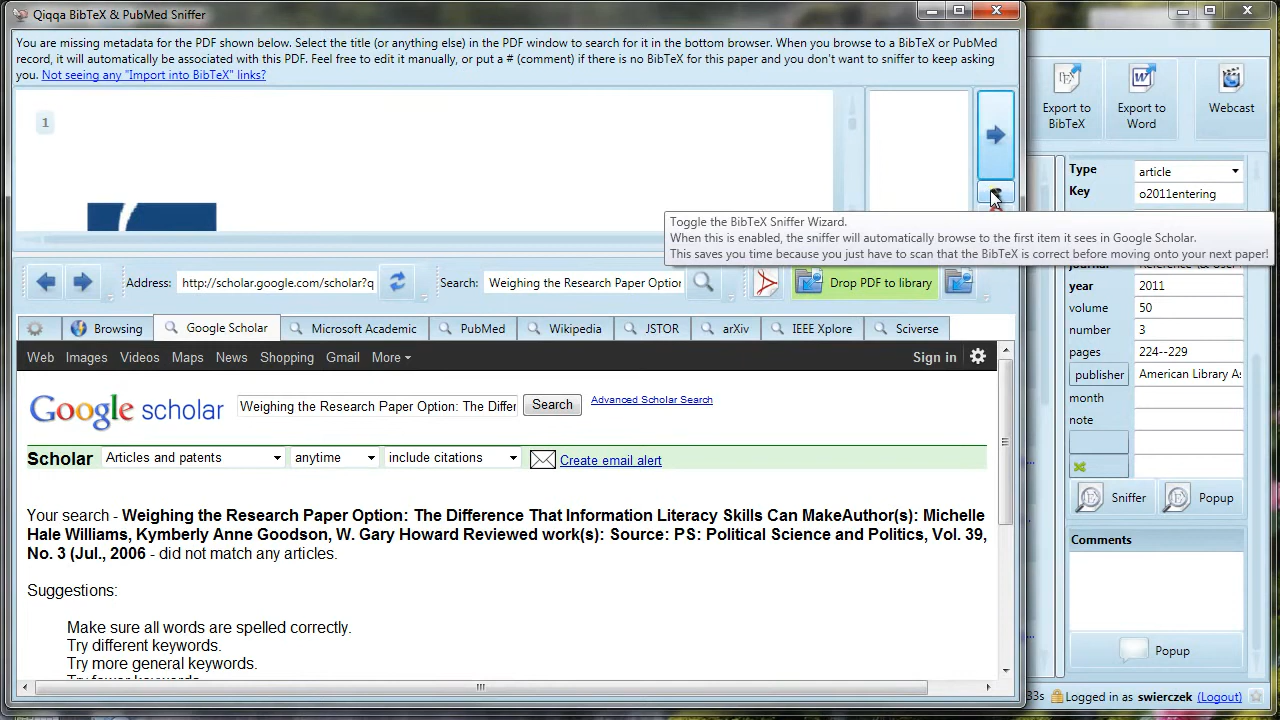 Qiqqa BibTeX & PubMed Sniffer
You are missing metadata for the PDF shown below. Select the title (or anything else) in the PDF window to search for it in the bottom browser. When you browse to a BibTeX or PubMed
record, it will automatically be associated with this PDF. Feel free to edit it manually, or put a # (comment) if there is no BibTeX for this paper and you don't want to sniffer to keep asking
you. Not seeing any "Import into BibTeX" links?
1
Export to
BibTeX
Export to
Word
Webcast
Type
article
Key
o2011entering
Toggle the BibTeX Sniffer Wizard.
When this is enabled, the sniffer will automatically browse to the first item it sees in Google Scholar.
This saves you time because you just have to scan that the BibTeX is correct before moving onto your next paper!
Address:
http://scholar.google.com/scholar?q
Search:
Weighing the Research Paper Option
Drop PDF to library
year
2011
volume
50
number
3
pages
224--229
publisher
American Library As
month
note
Browsing
Google Scholar
Microsoft Academic
PubMed
Wikipedia
JSTOR
arXiv
IEEE Xplore
Sciverse
Web
Images
Videos
Maps
News
Shopping
Gmail
More
Sign in
Google scholar
Weighing the Research Paper Option: The Differ
Search
Advanced Scholar Search
Scholar
Articles and patents
anytime
include citations
Create email alert
Your search - Weighing the Research Paper Option: The Difference That Information Literacy Skills Can MakeAuthor(s): Michelle
Hale Williams, Kymberly Anne Goodson, W. Gary Howard Reviewed work(s): Source: PS: Political Science and Politics, Vol. 39,
No. 3 (Jul., 2006 - did not match any articles.
Suggestions:
Make sure all words are spelled correctly.
Try different keywords.
Try more general keywords.
Sniffer
Popup
Comments
Popup
33s
Logged in as swierczek (Logout)